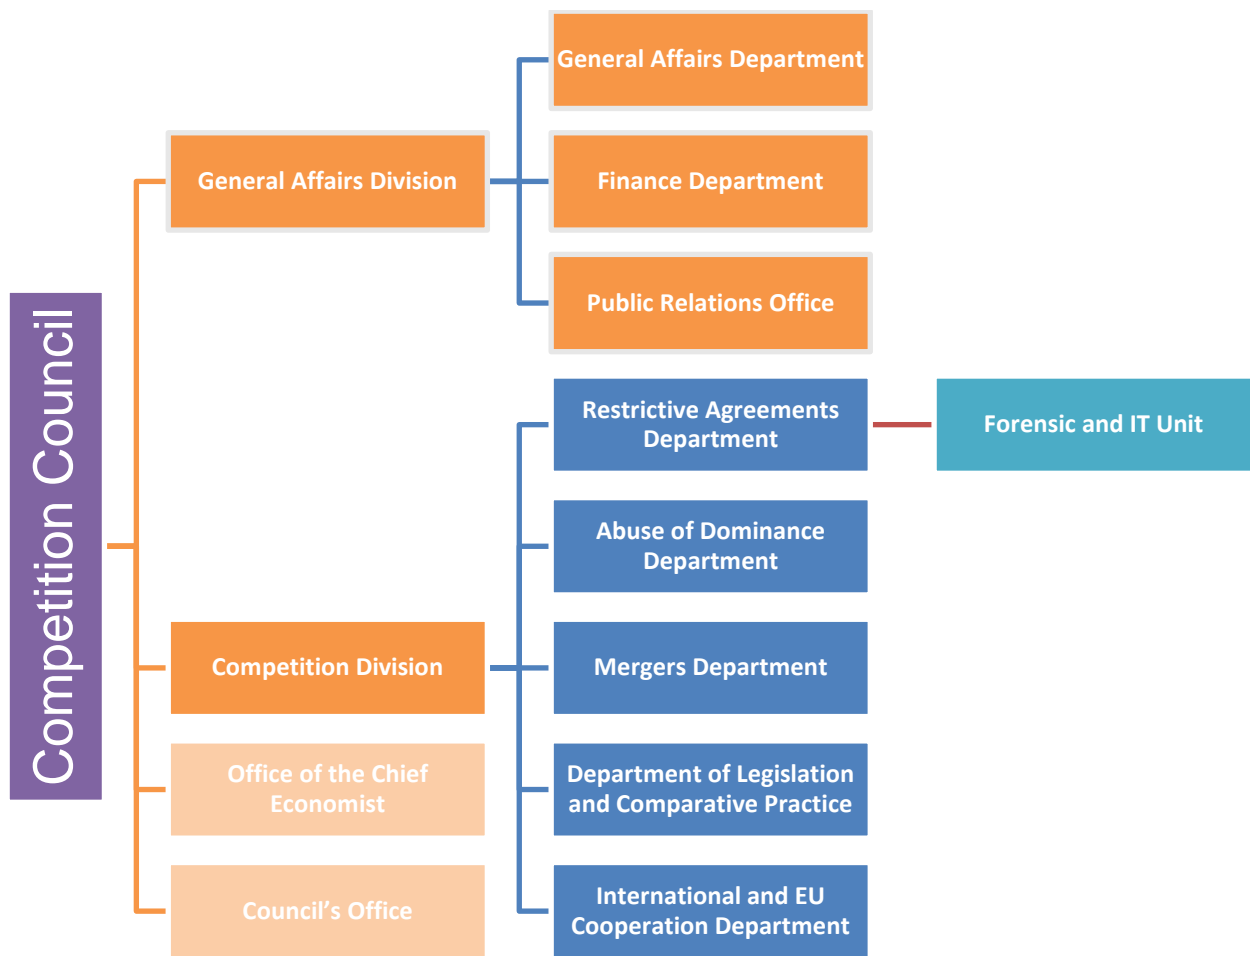 Competition Council
General Affairs Division
General Affairs Department
Finance Department
Public Relations Office
Competition Division
Restrictive Agreements
Department
Forensic and IT Unit
Abuse of Dominance
Department
Mergers Department
Department of Legislation
and Comparative Practice
International and EU
Cooperation Department
Office of the Chief
Economist
Council’s Office